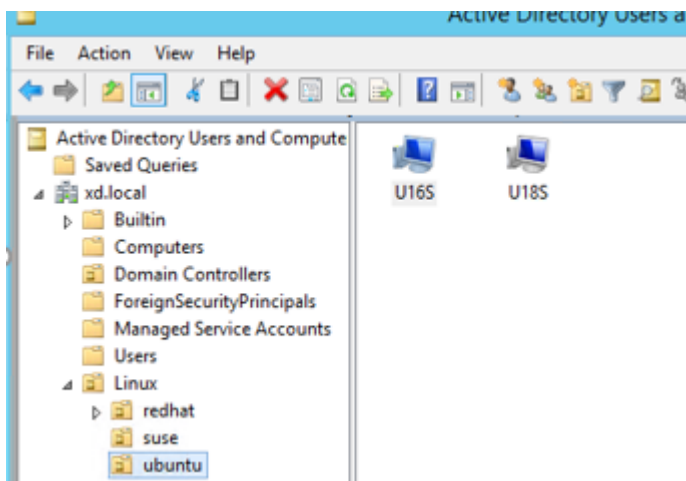 Active Directory Users a
File Action View Help
Active Directory Users and Compute
Saved Queries
xd.local
Builtin
Computers
Domain Controllers
ForeignSecurityPrincipals
Managed Service Accounts
Users
Linux
redhat
suse
ubuntu
U16S U18S